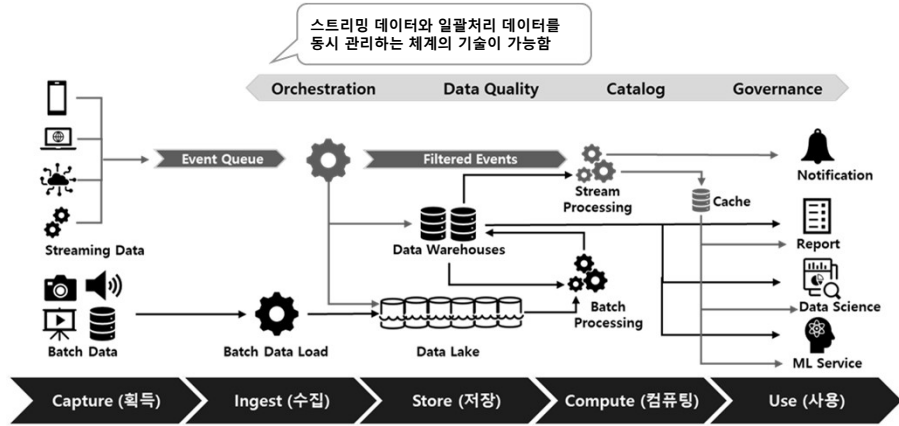 스트리밍 데이터와 일괄처리 데이터를
동시 관리하는 체계의 기술이 가능함
Orchestration Data Quality Catalog Governance
Event Queue
Filtered Events
Notification
Stream
Processing
Cache
Streaming Data
Data Warehouses
Report
Batch
Processing
Data Science
Batch Data
Batch Data Load
Data Lake
ML Service
Capture (획득) Ingest (수집) Store (저장) Compute (컴퓨팅) Use (사용)